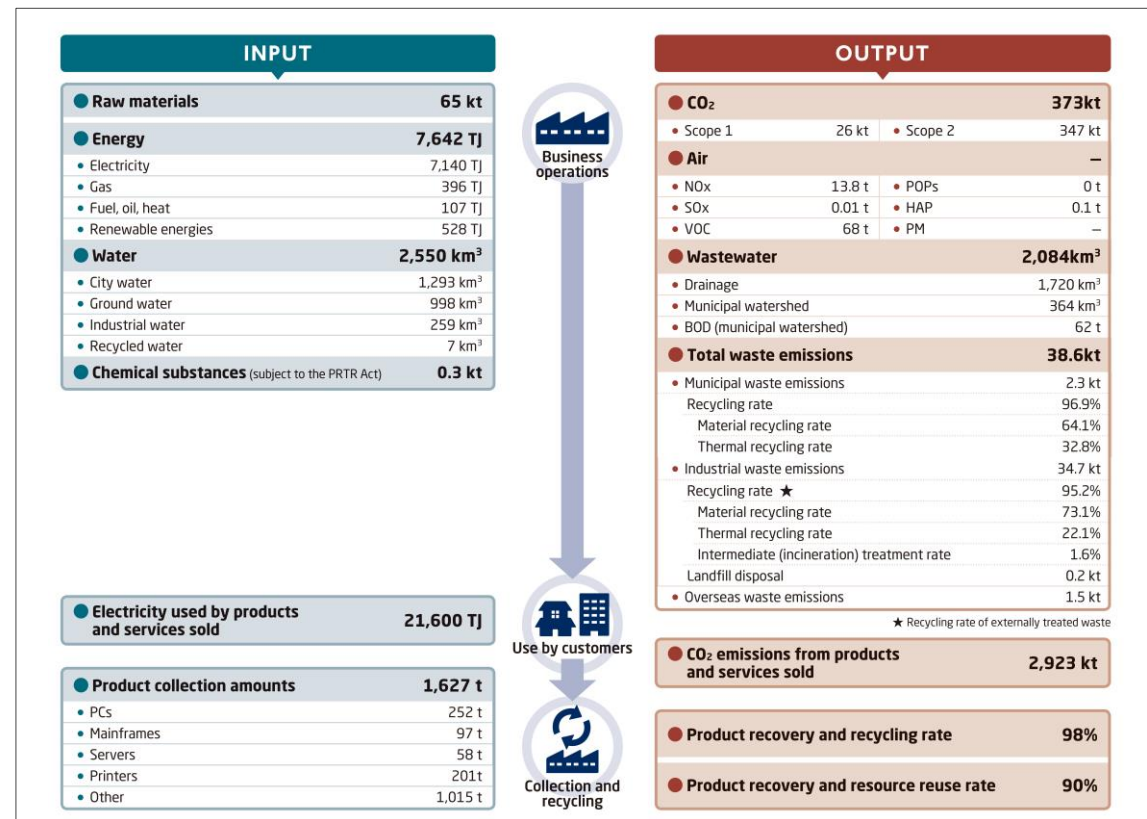 INPUT
Raw materials 65 kt
Energy 7,642 TJ
Electricity 7,140 TJ
Gas 396 TJ
Fuel, oil, heat 107 TJ
Renewable energies 528 TJ
Water 2,550 km³
City water 1,293 km³
Ground water 998 km³
Industrial water 259 km³
Recycled water 7 km³
Chemical substances (subject to the PRTR Act) 0.3 kt
Electricity used by products
and services sold 21,600 TJ
Product collection amounts 1,627 t
PCs 252 t
Mainframes 97 t
Servers 58 t
Printers 201t
Other 1,015 t
Business
operations
Use by customers
Collection and
recycling
OUTPUT
CO₂ 373kt
Scope 1 26 kt Scope 2 347 kt
Air –
NOx 13.8 t POPs 0 t
SOx 0.01 t HAP 0.1 t
VOC 68 t PM –
Wastewater 2,084km³
Drainage 1,720 km³
Municipal watershed 364 km³
BOD (municipal watershed) 62 t
Total waste emissions 38.6kt
Municipal waste emissions 2.3 kt
Recycling rate 96.9%
Material recycling rate 64.1%
Thermal recycling rate 32.8%
Industrial waste emissions 34.7 kt
Recycling rate ★ 95.2%
Material recycling rate 73.1%
Thermal recycling rate 22.1%
Intermediate (incineration) treatment rate 1.6%
Landfill disposal 0.2 kt
Overseas waste emissions 1.5 kt
★ Recycling rate of externally treated waste
CO₂ emissions from products
and services sold 2,923 kt
Product recovery and recycling rate 98%
Product recovery and resource reuse rate 90%